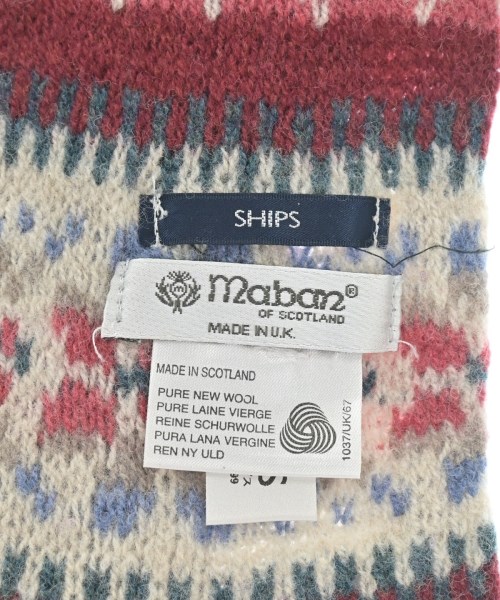 SHIPS
maban®
OF SCOTLAND
MADE IN U.K.
MADE IN SCOTLAND
PURE NEW WOOL
PURE LAINE VIERGE
REINE SCHURWOLLE
PURA LANA VERGINE
REN NY ULD
1037/UK/67